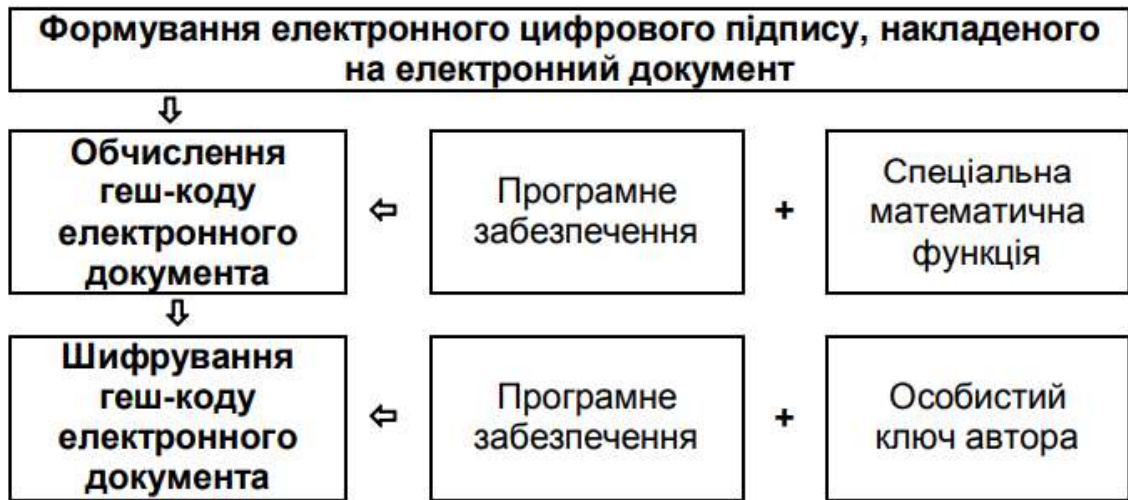 Формування електронного цифрового підпису, накладеного
на електронний документ
⇩
Обчислення
геш-коду
електронного
документа
⇦
Програмне
забезпечення
+
Спеціальна
математична
функція
⇩
Шифрування
геш-коду
електронного
документа
⇦
Програмне
забезпечення
+
Особистий
ключ автора